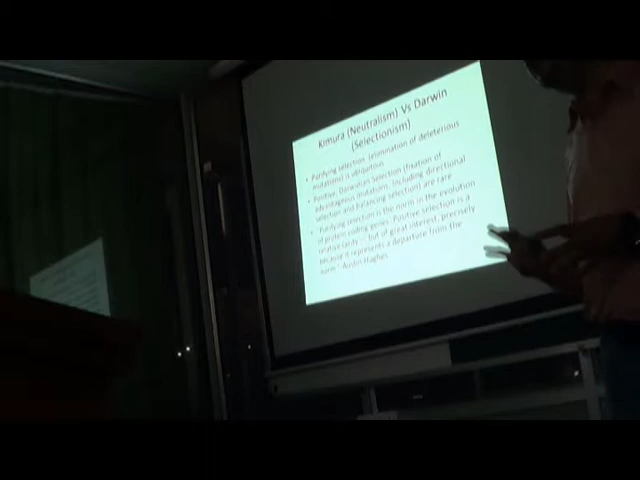 Kimura (Neutralism) Vs Darwin
(Selectionism)
• Purifying selection (elimination of deleterious
mutations) is ubiquitous
• Positive, Darwinian Selection (fixation of
advantageous mutations, including directional
selection and balancing selection) are rare
• "Purifying selection is the norm in the evolution
of protein coding genes. Positive selection is a
relative rarity – but of great interest, precisely
because it represents a departure from the
norm." Austin Hughes